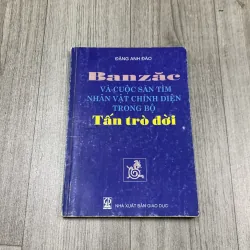 ĐẶNG ANH ĐÀO
Banzăc
VÀ CUỘC SĂN TÌM
NHÂN VẬT CHÍNH DIỆN
TRONG BỘ
Tấn trò đời
NHÀ XUẤT BẢN GIÁO DỤC